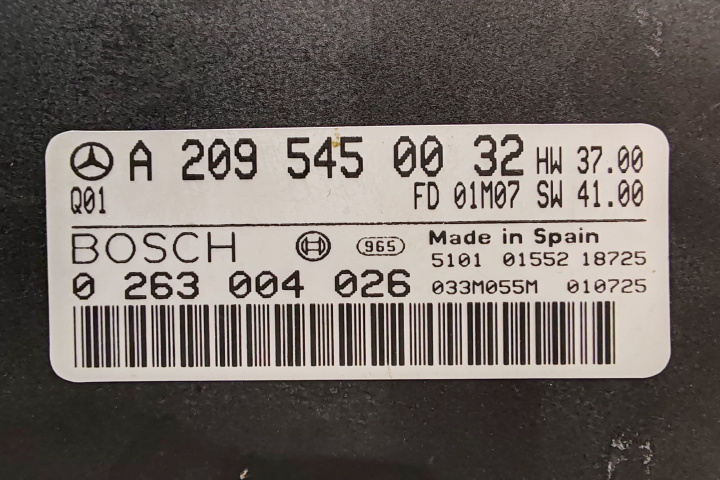 A 209 545 00 32 HW 37.00
Q01 FD 01M07 SW 41.00
BOSCH 965 Made in Spain
5101 01552 18725
0 263 004 026 033M055M 010725